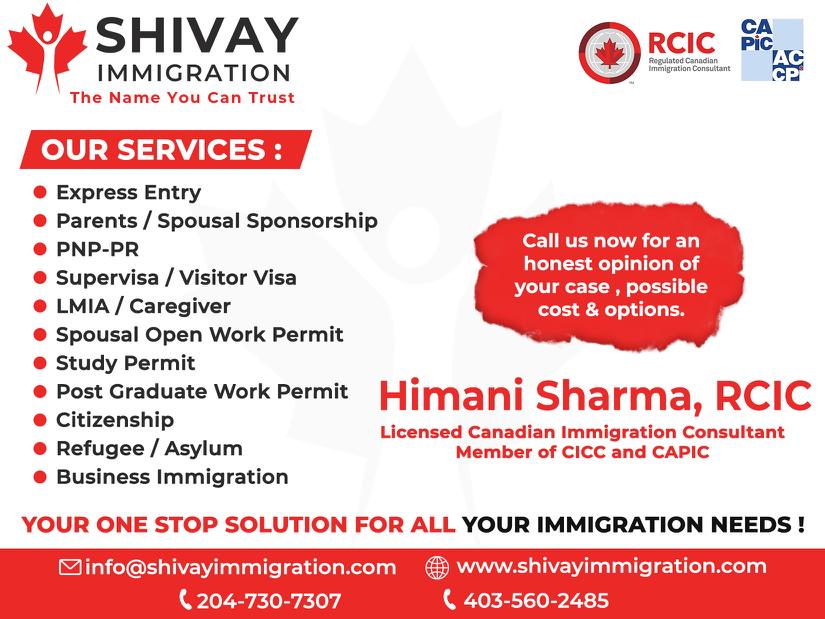 SHIVAY
IMMIGRATION
The Name You Can Trust
RCIC
Regulated Canadian
Immigration Consultant
TM
CA
PiC
AC
CPi
OUR SERVICES :
Express Entry
Parents / Spousal Sponsorship
PNP-PR
Supervisa / Visitor Visa
LMIA / Caregiver
Spousal Open Work Permit
Study Permit
Post Graduate Work Permit
Citizenship
Refugee / Asylum
Business Immigration
Call us now for an
honest opinion of
your case , possible
cost & options.
Himani Sharma, RCIC
Licensed Canadian Immigration Consultant
Member of CICC and CAPIC
YOUR ONE STOP SOLUTION FOR ALL YOUR IMMIGRATION NEEDS !
info@shivayimmigration.com
www.shivayimmigration.com
204-730-7307
403-560-2485